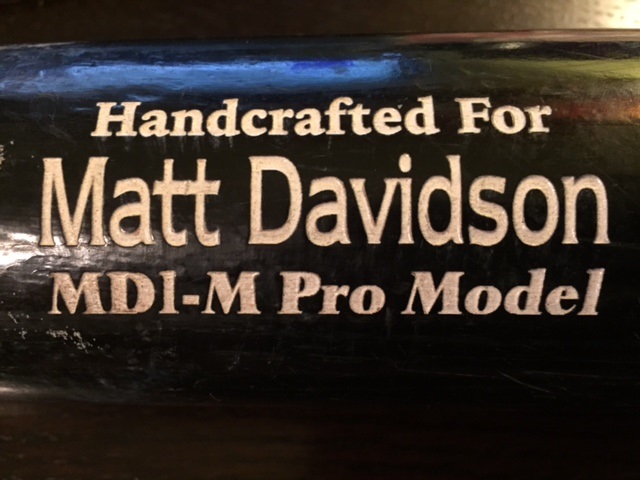 Handcrafted For
Matt Davidson
MD1-M Pro Model